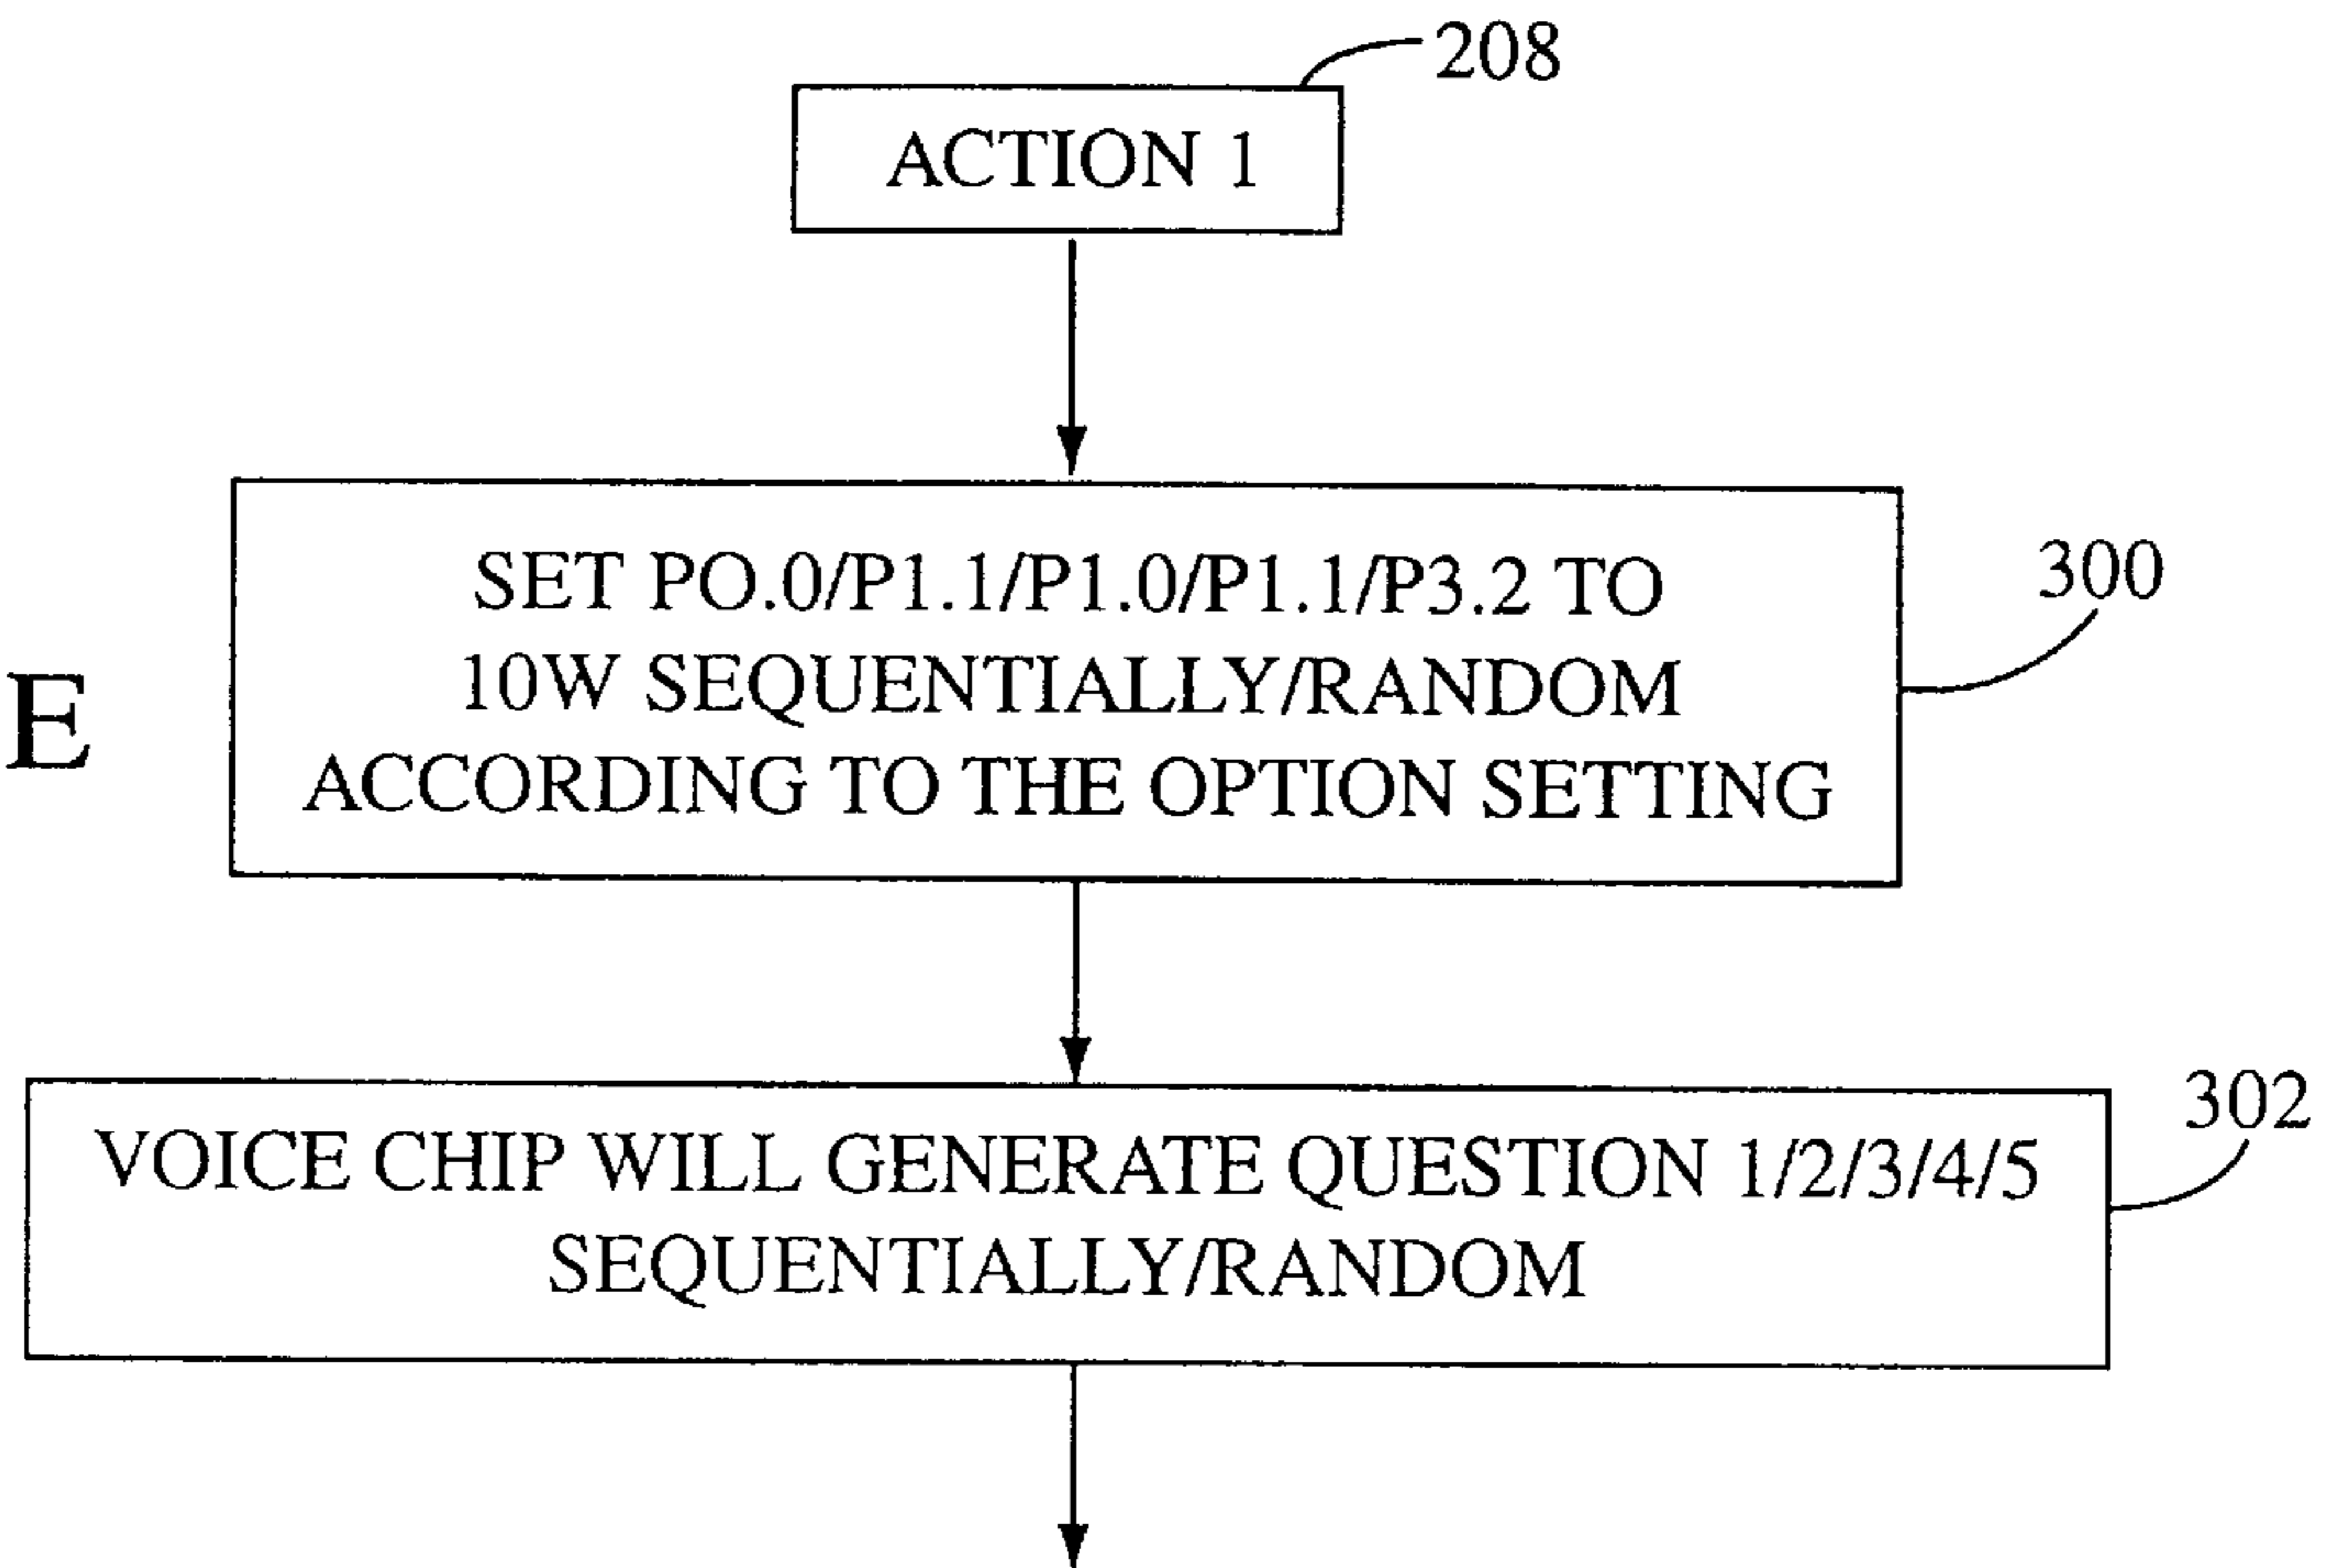 208
ACTION 1
SET PO.0/P1.1/P1.0/P1.1/P3.2 TO
10W SEQUENTIALLY/RANDOM
ACCORDING TO THE OPTION SETTING
300
E
VOICE CHIP WILL GENERATE QUESTION 1/2/3/4/5
SEQUENTIALLY/RANDOM
302